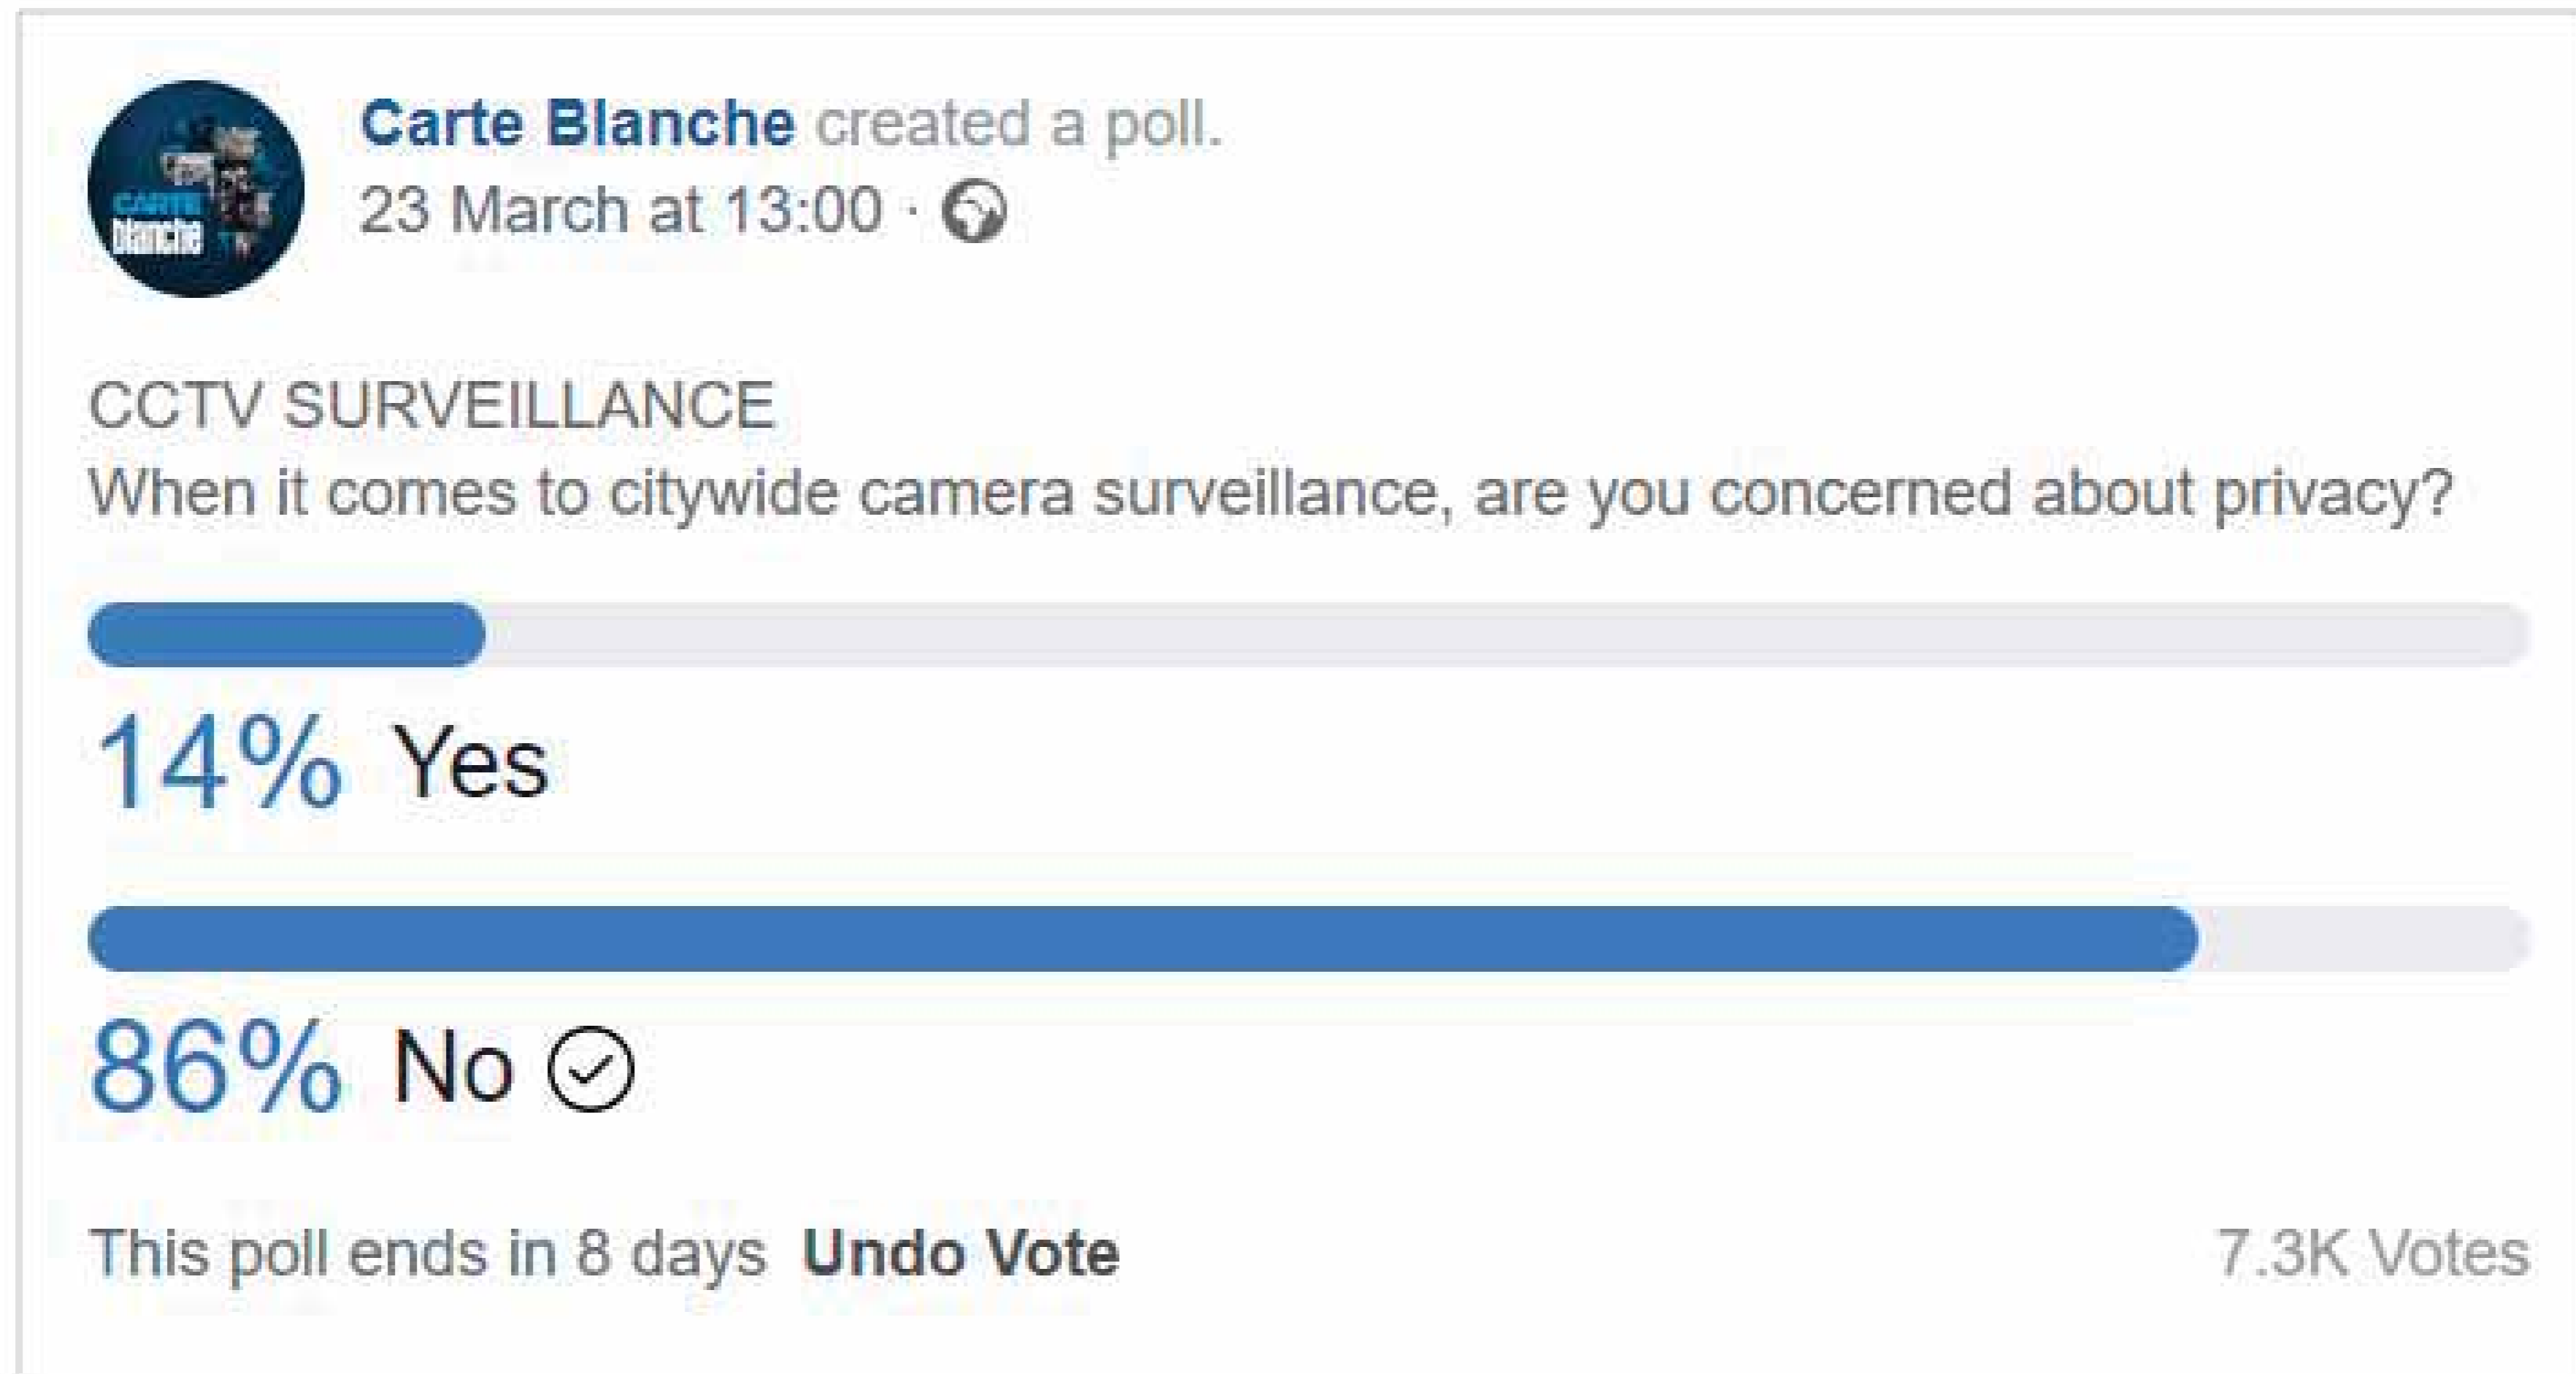 CARTE
blanche
Carte Blanche created a poll.
23 March at 13:00 ·
CCTV SURVEILLANCE
When it comes to citywide camera surveillance, are you concerned about privacy?
14% Yes
86% No
This poll ends in 8 days Undo Vote
7.3K Votes